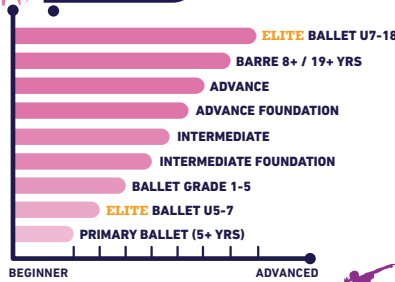 ELITE BALLET U7-18
BARRE 8+ / 19+ YRS
ADVANCE
ADVANCE FOUNDATION
INTERMEDIATE
INTERMEDIATE FOUNDATION
BALLET GRADE 1-5
ELITE BALLET U5-7
PRIMARY BALLET (5+ YRS)
BEGINNER ADVANCED